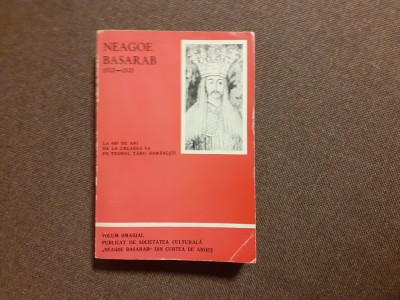 NEAGOE
BASARAB
1512—1521
LA 460 DE ANI
DE LA URCAREA SA
PE TRONUL ȚĂRII ROMÂNEȘTI
VOLUM OMAGIAL
PUBLICAT DE SOCIETATEA CULTURALĂ
„NEAGOE BASARAB” DIN CURTEA DE ARGEȘ